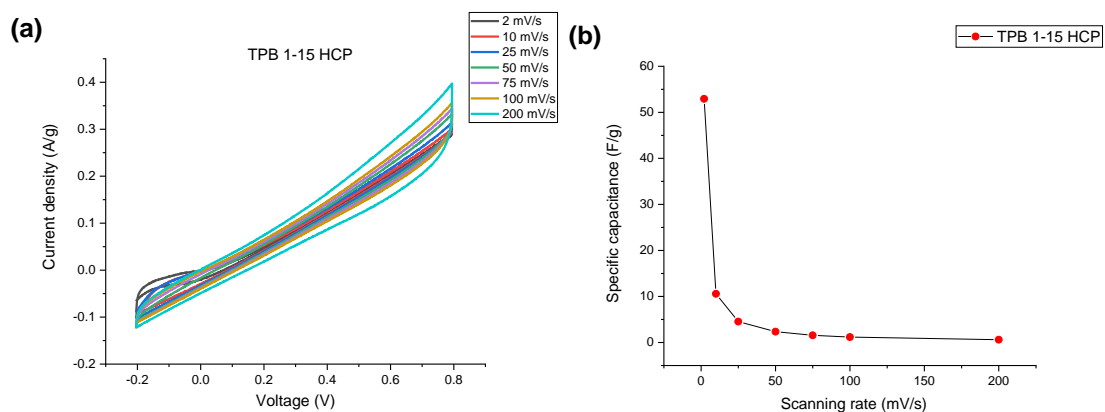 (a)
TPB 1-15 HCP
2 mV/s
10 mV/s
25 mV/s
50 mV/s
75 mV/s
100 mV/s
200 mV/s
Current density (A/g)
0.4
0.3
0.2
0.1
0.0
-0.1
-0.2
-0.2 0.0 0.2 0.4 0.6 0.8
Voltage (V)
(b)
TPB 1-15 HCP
Specific capacitance (F/g)
60
50
40
30
20
10
0
0 50 100 150 200
Scanning rate (mV/s)